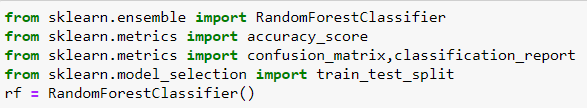 from sklearn.ensemble import RandomForestClassifier
from sklearn.metrics import accuracy_score
from sklearn.metrics import confusion_matrix,classification_report
from sklearn.model_selection import train_test_split
rf = RandomForestClassifier()